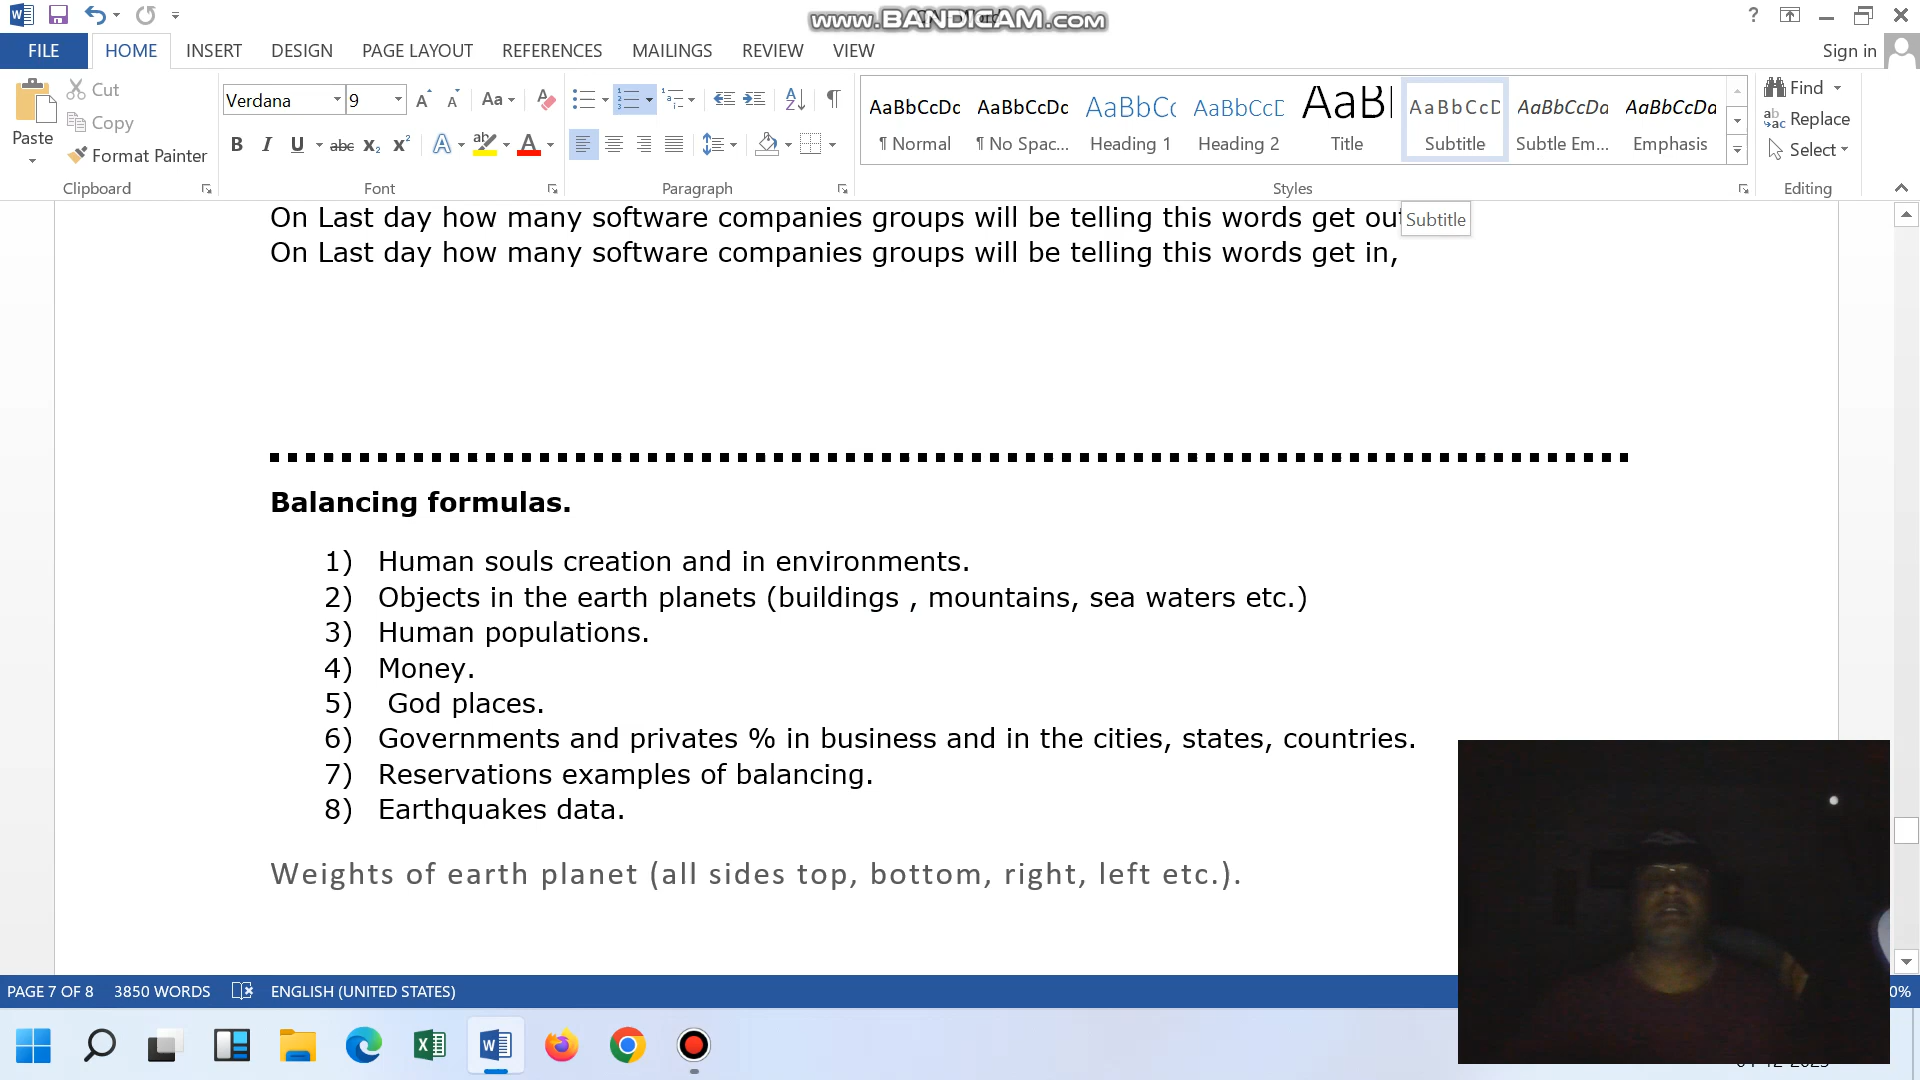 www.BANDICAM.com
FILE HOME INSERT DESIGN PAGE LAYOUT REFERENCES MAILINGS REVIEW VIEW Sign in
Paste
Cut
Copy
Format Painter
Clipboard
Verdana 9
Font
Paragraph
AaBbCcDc AaBbCcDc AaBbC AaBbCcD AaB AaBbCcD AaBbCcDa AaBbCcDa
¶ Normal ¶ No Spac... Heading 1 Heading 2 Title Subtitle Subtle Em... Emphasis
Styles
Find
Replace
Select
Editing
Subtitle
On Last day how many software companies groups will be telling this words get out
On Last day how many software companies groups will be telling this words get in,
Balancing formulas.
1) Human souls creation and in environments.
2) Objects in the earth planets (buildings , mountains, sea waters etc.)
3) Human populations.
4) Money.
5) God places.
6) Governments and privates % in business and in the cities, states, countries.
7) Reservations examples of balancing.
8) Earthquakes data.
Weights of earth planet (all sides top, bottom, right, left etc.).
PAGE 7 OF 8 3850 WORDS ENGLISH (UNITED STATES)